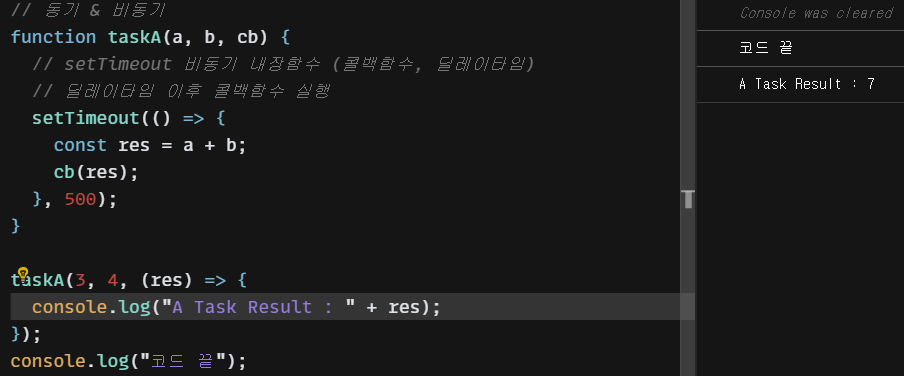 // 동기 & 비동기
function taskA(a, b, cb) {
// setTimeout 비동기 내장함수 (콜백함수, 딜레이타임)
// 딜레이타임 이후 콜백함수 실행
setTimeout(() => {
const res = a + b;
cb(res);
}, 500);
}
taskA(3, 4, (res) => {
console.log("A Task Result : " + res);
});
console.log("코드 끝");
Console was cleared
코드 끝
A Task Result : 7